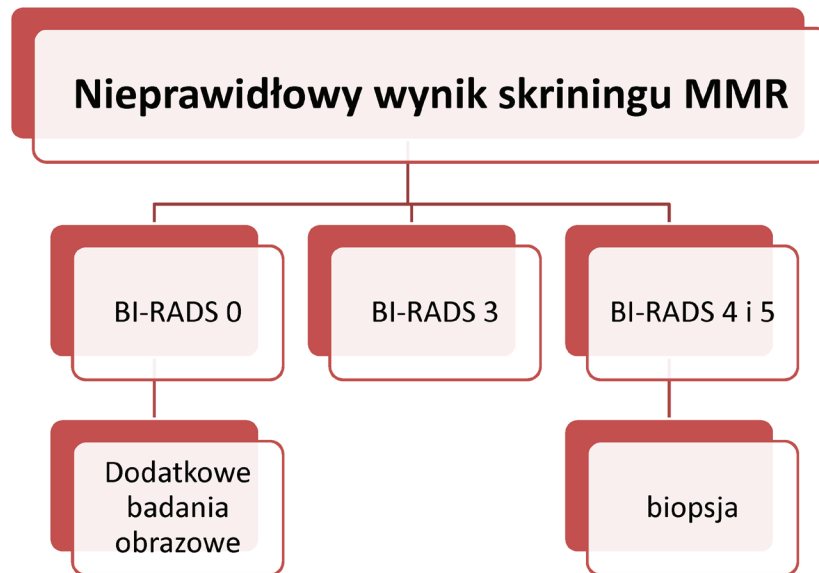 Nieprawidłowy wynik skriningu MMR
BI-RADS 0
BI-RADS 3
BI-RADS 4 i 5
Dodatkowe
badania
obrazowe
biopsja